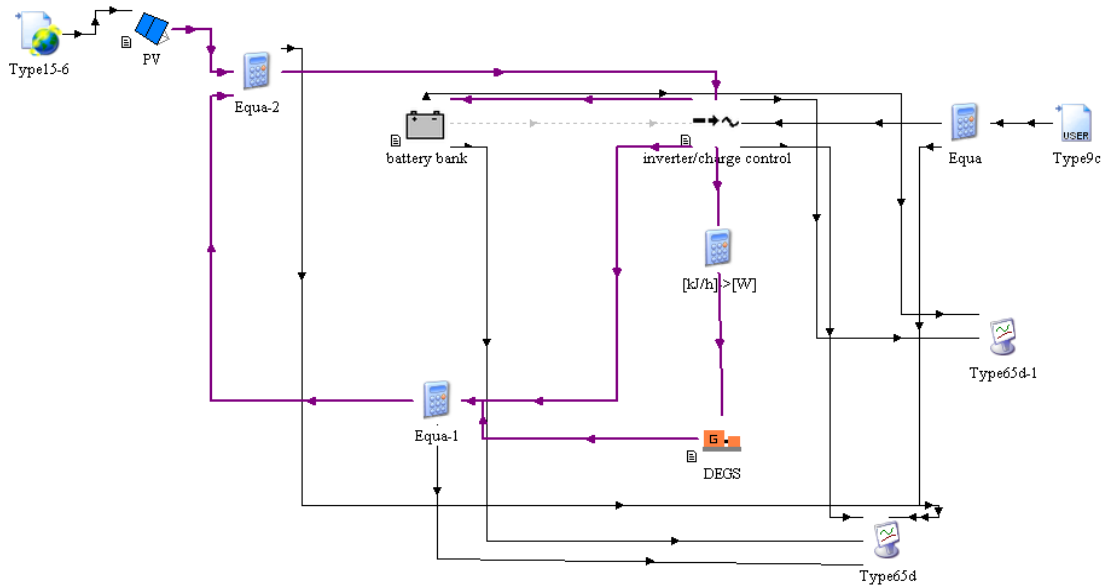 Type15-6
PV
Equa-2
battery bank
inverter/charge control
Equa
USER
Type9c
[kJ/h]->[W]
Type65d-1
Equa-1
G
DEGS
Type65d